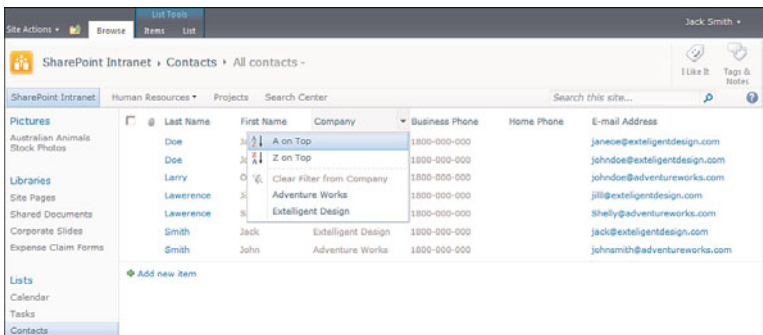 List Tools
Jack Smith
Site Actions Browse Items List
SharePoint Intranet Contacts All contacts
I Like It Tags & Notes
SharePoint Intranet Human Resources Projects Search Center Search this site...
Pictures
Australian Animals
Stock Photos
Libraries
Site Pages
Shared Documents
Corporate Slides
Expense Claim Forms
Lists
Calendar
Tasks
Contacts
Last Name First Name Company Business Phone Home Phone E-mail Address
Doe 1800-000-000 janeoe@exteligentdesign.com
Doe 1800-000-000 johndoe@exteligentdesign.com
Larry 1800-000-000 johndoe@adventureworks.com
Lawerence 1800-000-000 jill@exteligentdesign.com
Lawerence 1800-000-000 Shelly@adventureworks.com
Smith Jack Extelligent Design 1800-000-000 jack@exteligentdesign.com
Smith John Adventure Works 1800-000-000 johnsmith@adventureworks.com
A on Top
Z on Top
Clear Filter from Company
Adventure Works
Extelligent Design
Add new item